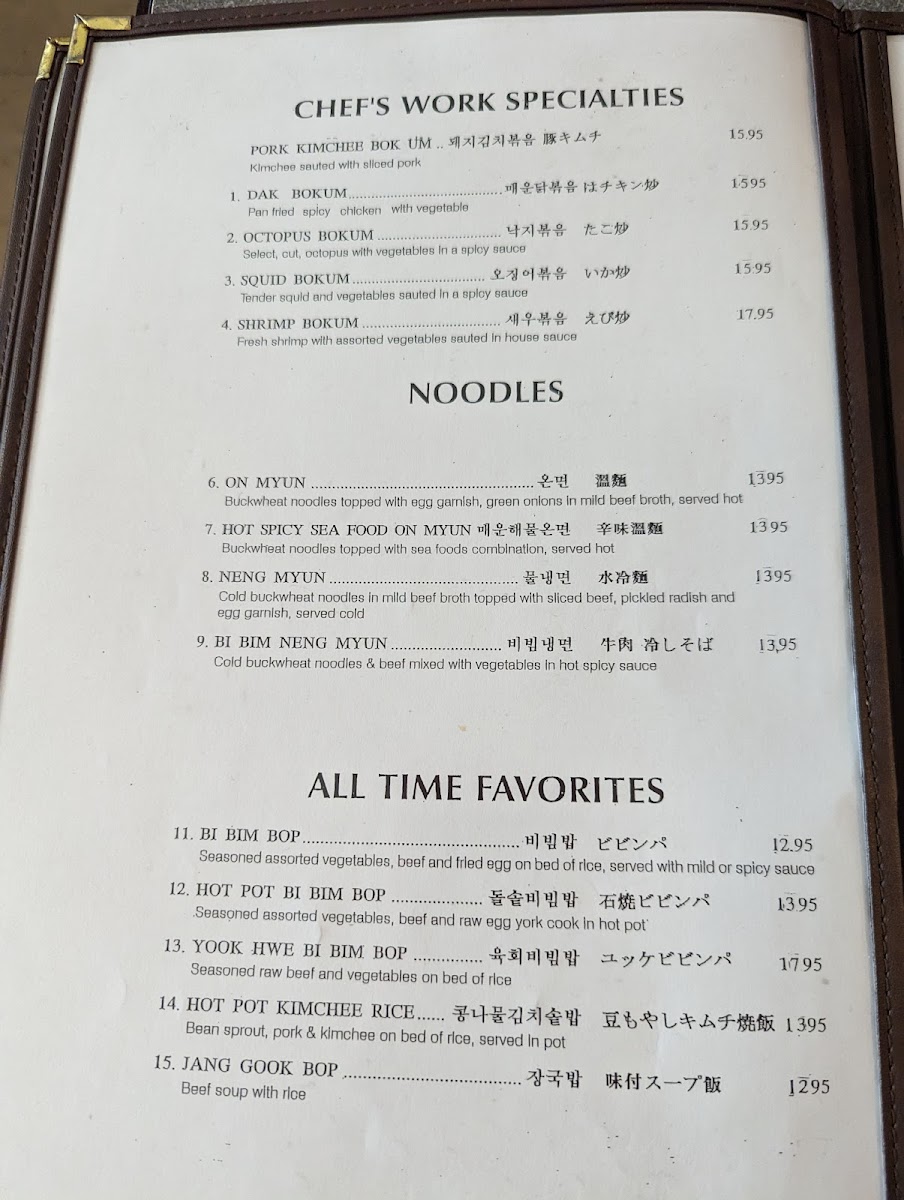 CHEF'S WORK SPECIALTIES
PORK KIMCHEE BOK UM .. 돼지김치볶음 豚キムチ 15.95
Kimchee sauted with sliced pork
1. DAK BOKUM................................... 매운닭볶음 はチキン炒 1595
Pan fried spicy chicken with vegetable
2. OCTOPUS BOKUM ............................. 낙지볶음 たこ炒 15.95
Select, cut, octopus with vegetables in a spicy sauce
3. SQUID BOKUM............................... 오징어볶음 いか炒 15.95
Tender squid and vegetables sauted in a spicy sauce
4. SHRIMP BOKUM ................................ 새우볶음 えび炒 17.95
Fresh shrimp with assorted vegetables sauted in house sauce
NOODLES
6. ON MYUN .................................................... 온면 溫麵 1395
Buckwheat noodles topped with egg garnish, green onions in mild beef broth, served hot
7. HOT SPICY SEA FOOD ON MYUN 매운해물온면 辛味溫麵 1395
Buckwheat noodles topped with sea foods combination, served hot
8. NENG MYUN........................................... 물냉면 水冷麵 1395
Cold buckwheat noodles in mild beef broth topped with sliced beef, pickled radish and
egg garnish, served cold
9. BI BIM NENG MYUN.......................... 비빔냉면 牛肉 冷しそば 13,95
Cold buckwheat noodles & beef mixed with vegetables in hot spicy sauce
ALL TIME FAVORITES
11. BI BIM BOP................................................ 비빔밥 ビビンパ 12.95
Seasoned assorted vegetables, beef and fried egg on bed of rice, served with mild or spicy sauce
12. HOT POT BI BIM BOP .................... 돌솥비빔밥 石焼ビビンパ 1395
Seasoned assorted vegetables, beef and raw egg york cook in hot pot
13. YOOK HWE BI BIM BOP ............... 육회비빔밥 ユッケビビンパ 1795
Seasoned raw beef and vegetables on bed of rice
14. HOT POT KIMCHEE RICE...... 콩나물김치솥밥 豆もやしキムチ焼飯 1395
Bean sprout, pork & kimchee on bed of rice, served in pot
15. JANG GOOK BOP ....................................... 장국밥 味付スープ飯 1295
Beef soup with rice